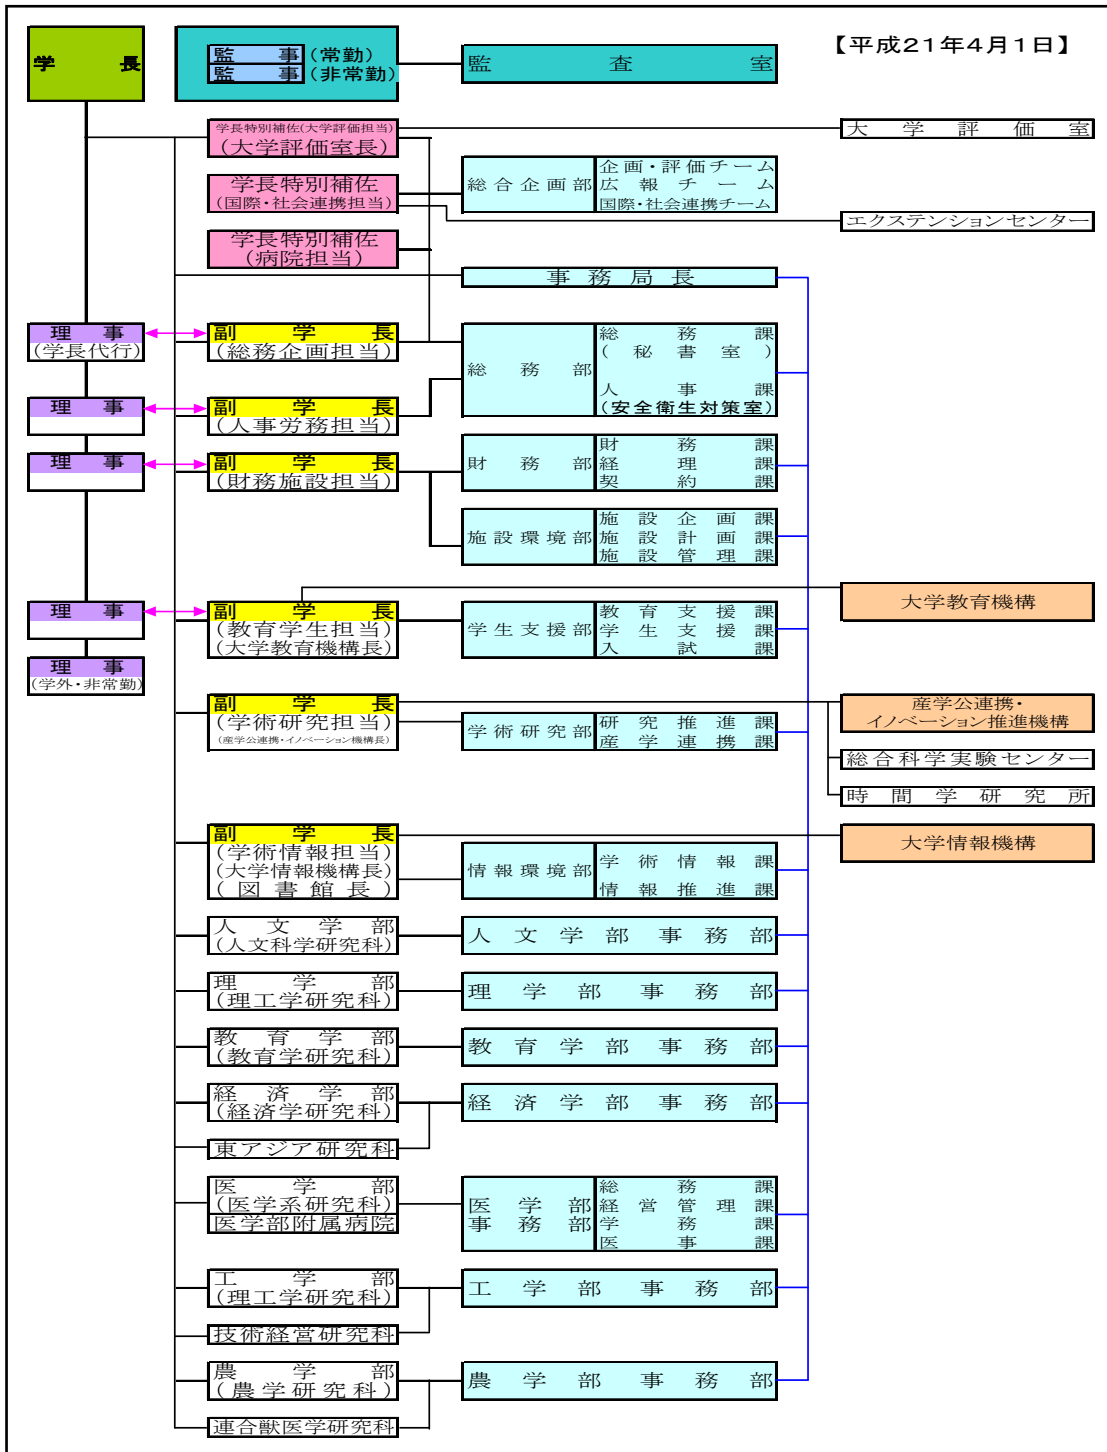 【平成21年4月1日】
学長
監事(常勤)
監事(非常勤)
監査室
学長特別補佐(大学評価担当)
(大学評価室長)
大学評価室
学長特別補佐
(国際・社会連携担当)
総合企画部
企画・評価チーム
広報チーム
国際・社会連携チーム
エクステンションセンター
学長特別補佐
(病院担当)
事務局長
理事
(学長代行)
副学長
(総務企画担当)
総務部
総務課
(秘書室)
人事課
(安全衛生対策室)
理事
副学長
(人事労務担当)
理事
副学長
(財務施設担当)
財務部
財務課
経理課
契約課
施設環境部
施設企画課
施設計画課
施設管理課
理事
副学長
(教育学生担当)
(大学教育機構長)
学生支援部
教育支援課
学生支援課
入試課
大学教育機構
理事
(学外・非常勤)
副学長
(学術研究担当)
(産学公連携・イノベーション機構長)
学術研究部
研究推進課
産学連携課
産学公連携・
イノベーション推進機構
総合科学実験センター
時間学研究所
副学長
(学術情報担当)
(大学情報機構長)
(図書館長)
情報環境部
学術情報課
情報推進課
大学情報機構
人文学部
(人文科学研究科)
人文学部事務部
理学部
(理工学研究科)
理学部事務部
教育学部
(教育学研究科)
教育学部事務部
経済学部
(経済学研究科)
経済学部事務部
東アジア研究科
医学部
(医学系研究科)
医学部附属病院
医学部
事務部
総務課
経営管理課
学務課
医事課
工学部
(理工学研究科)
工学部事務部
技術経営研究科
農学部
(農学研究科)
農学部事務部
連合獣医学研究科